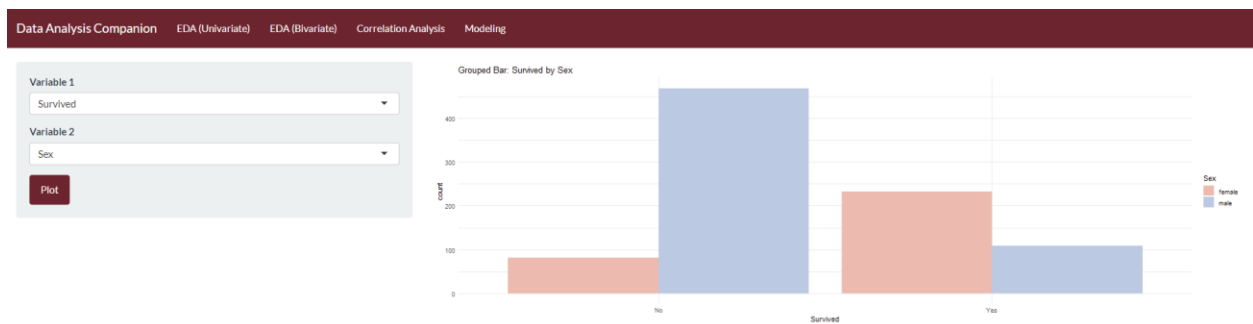 Data Analysis Companion EDA (Univariate) EDA (Bivariate) Correlation Analysis Modeling
Variable 1
Survived
Variable 2
Sex
Plot
Grouped Bar: Survived by Sex
count
400
300
200
100
0
No Yes
Survived
Sex
female
male